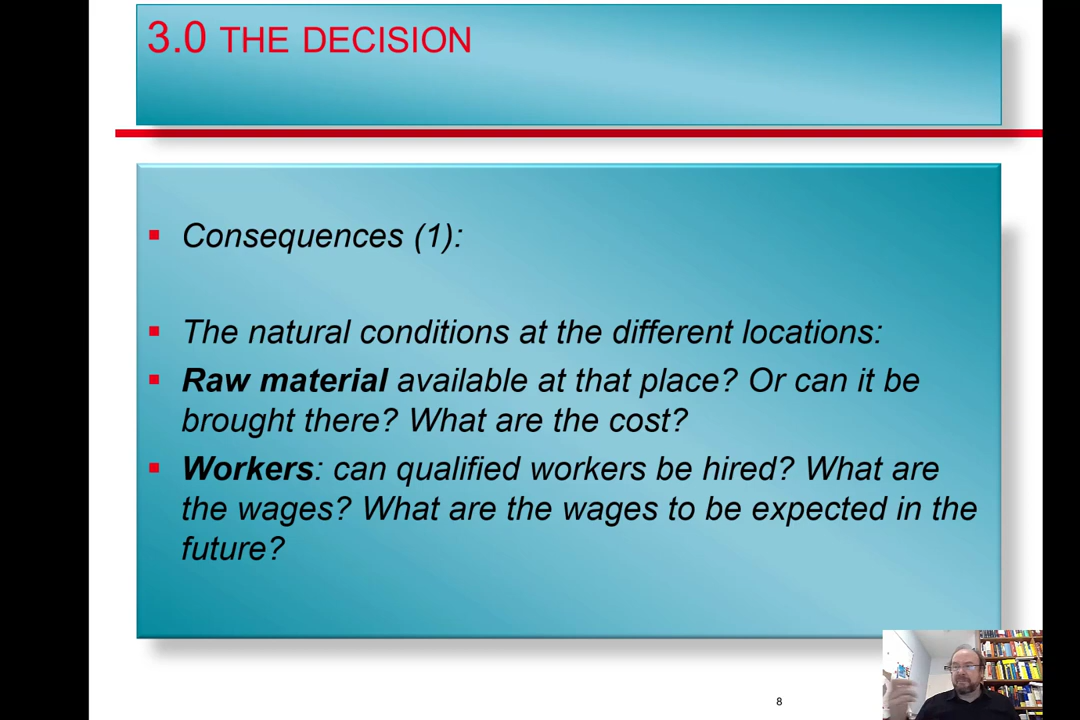 3.0 THE DECISION
Consequences (1):
The natural conditions at the different locations:
Raw material available at that place? Or can it be
brought there? What are the cost?
Workers: can qualified workers be hired? What are
the wages? What are the wages to be expected in the
future?
8